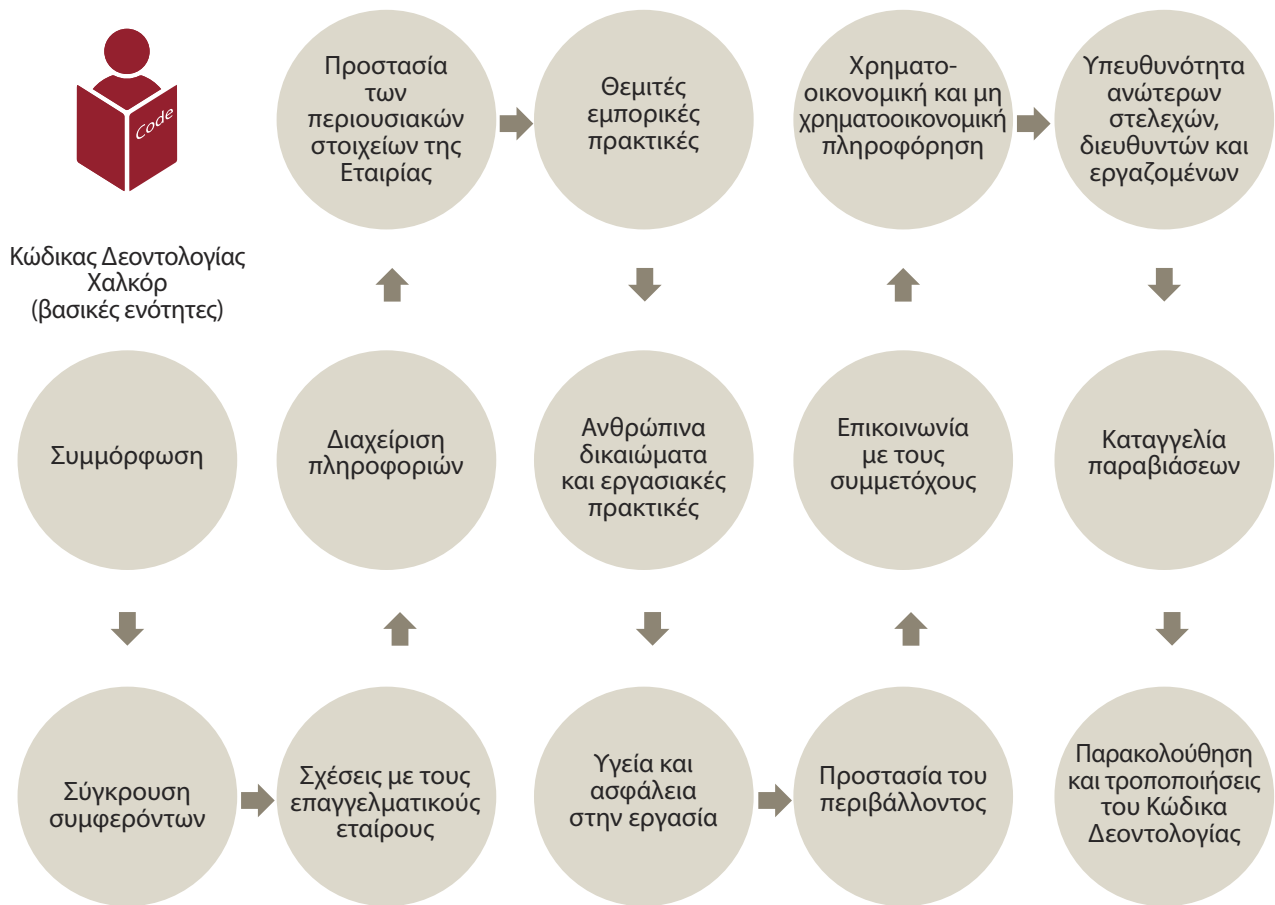 Code
Κώδικας Δεοντολογίας
Χαλκόρ
(βασικές ενότητες)
Συμμόρφωση
Σύγκρουση
συμφερόντων
Σχέσεις με τους
επαγγελματικούς
εταίρους
Διαχείριση
πληροφοριών
Προστασία
των
περιουσιακών
στοιχείων της
Εταιρίας
Θεμιτές
εμπορικές
πρακτικές
Ανθρώπινα
δικαιώματα
και εργασιακές
πρακτικές
Υγεία και
ασφάλεια
στην εργασία
Προστασία του
περιβάλλοντος
Επικοινωνία
με τους
συμμετόχους
Χρηματο-
οικονομική και μη
χρηματοοικονομική
πληροφόρηση
Υπευθυνότητα
ανώτερων
στελεχών,
διευθυντών και
εργαζομένων
Καταγγελία
παραβιάσεων
Παρακολούθηση
και τροποποιήσεις
του Κώδικα
Δεοντολογίας